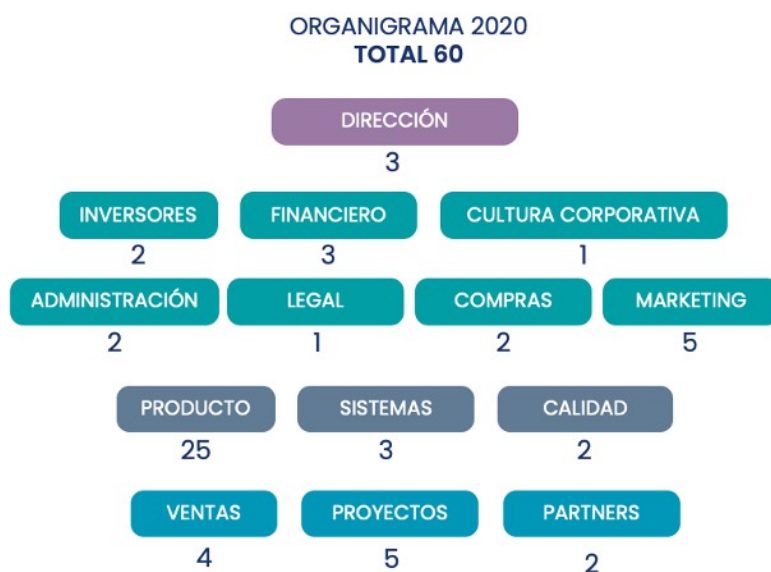 ORGANIGRAMA 2020
TOTAL 60
DIRECCIÓN
3
INVERSORES FINANCIERO CULTURA CORPORATIVA
2 3 1
ADMINISTRACIÓN LEGAL COMPRAS MARKETING
2 1 2 5
PRODUCTO SISTEMAS CALIDAD
25 3 2
VENTAS PROYECTOS PARTNERS
4 5 2